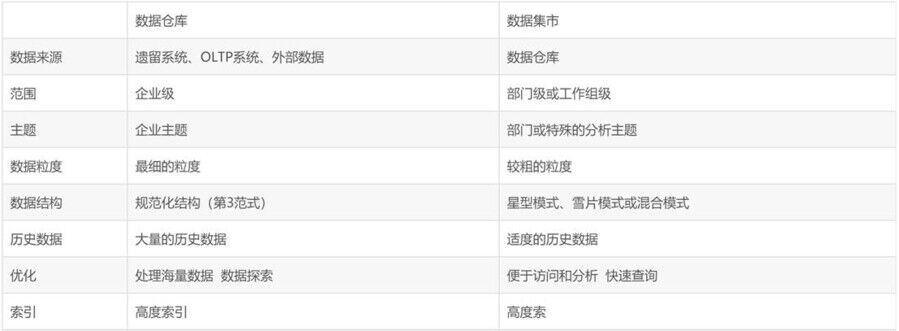 数据仓库 数据集市
数据来源 遗留系统、OLTP系统、外部数据 数据仓库
范围 企业级 部门级或工作组级
主题 企业主题 部门或特殊的分析主题
数据粒度 最细的粒度 较粗的粒度
数据结构 规范化结构（第3范式） 星型模式、雪片模式或混合模式
历史数据 大量的历史数据 适度的历史数据
优化 处理海量数据 数据探索 便于访问和分析 快速查询
索引 高度索引 高度索